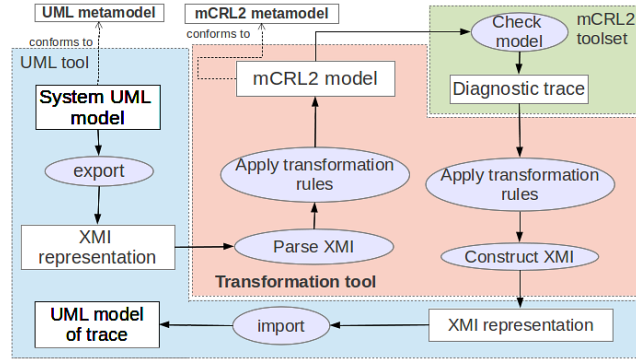 UML metamodel
mCRL2 metamodel
conforms to
conforms to
Check
model
mCRL2
toolset
UML tool
mCRL2 model
Diagnostic trace
System UML
model
export
Apply transformation
rules
Apply transformation
rules
XMI
representation
Parse XMI
Construct XMI
Transformation tool
UML model
of trace
import
XMI representation